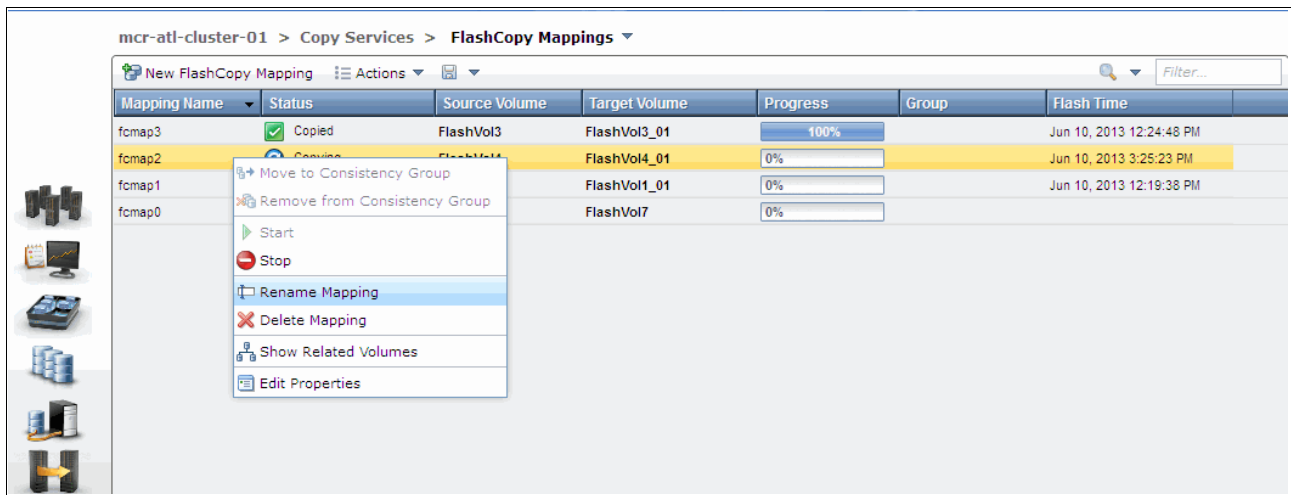 mcr-atl-cluster-01 > Copy Services > FlashCopy Mappings
New FlashCopy Mapping Actions Filter...
Mapping Name Status Source Volume Target Volume Progress Group Flash Time
fcmap3 Copied FlashVol3 FlashVol3_01 100% Jun 10, 2013 12:24:48 PM
fcmap2 Copying FlashVol4 FlashVol4_01 0% Jun 10, 2013 3:25:23 PM
Move to Consistency Group
fcmap1 FlashVol1_01 0% Jun 10, 2013 12:19:38 PM
Remove from Consistency Group
fcmap0 FlashVol7 0%
Start
Stop
Rename Mapping
Delete Mapping
Show Related Volumes
Edit Properties